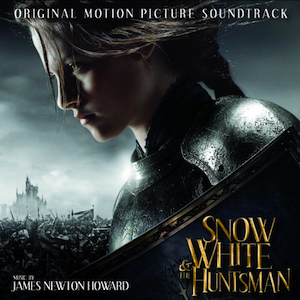 ORIGINAL MOTION PICTURE SOUNDTRACK
SNOW
WHITE
& THE HUNTSMAN
MUSIC BY
JAMES NEWTON HOWARD